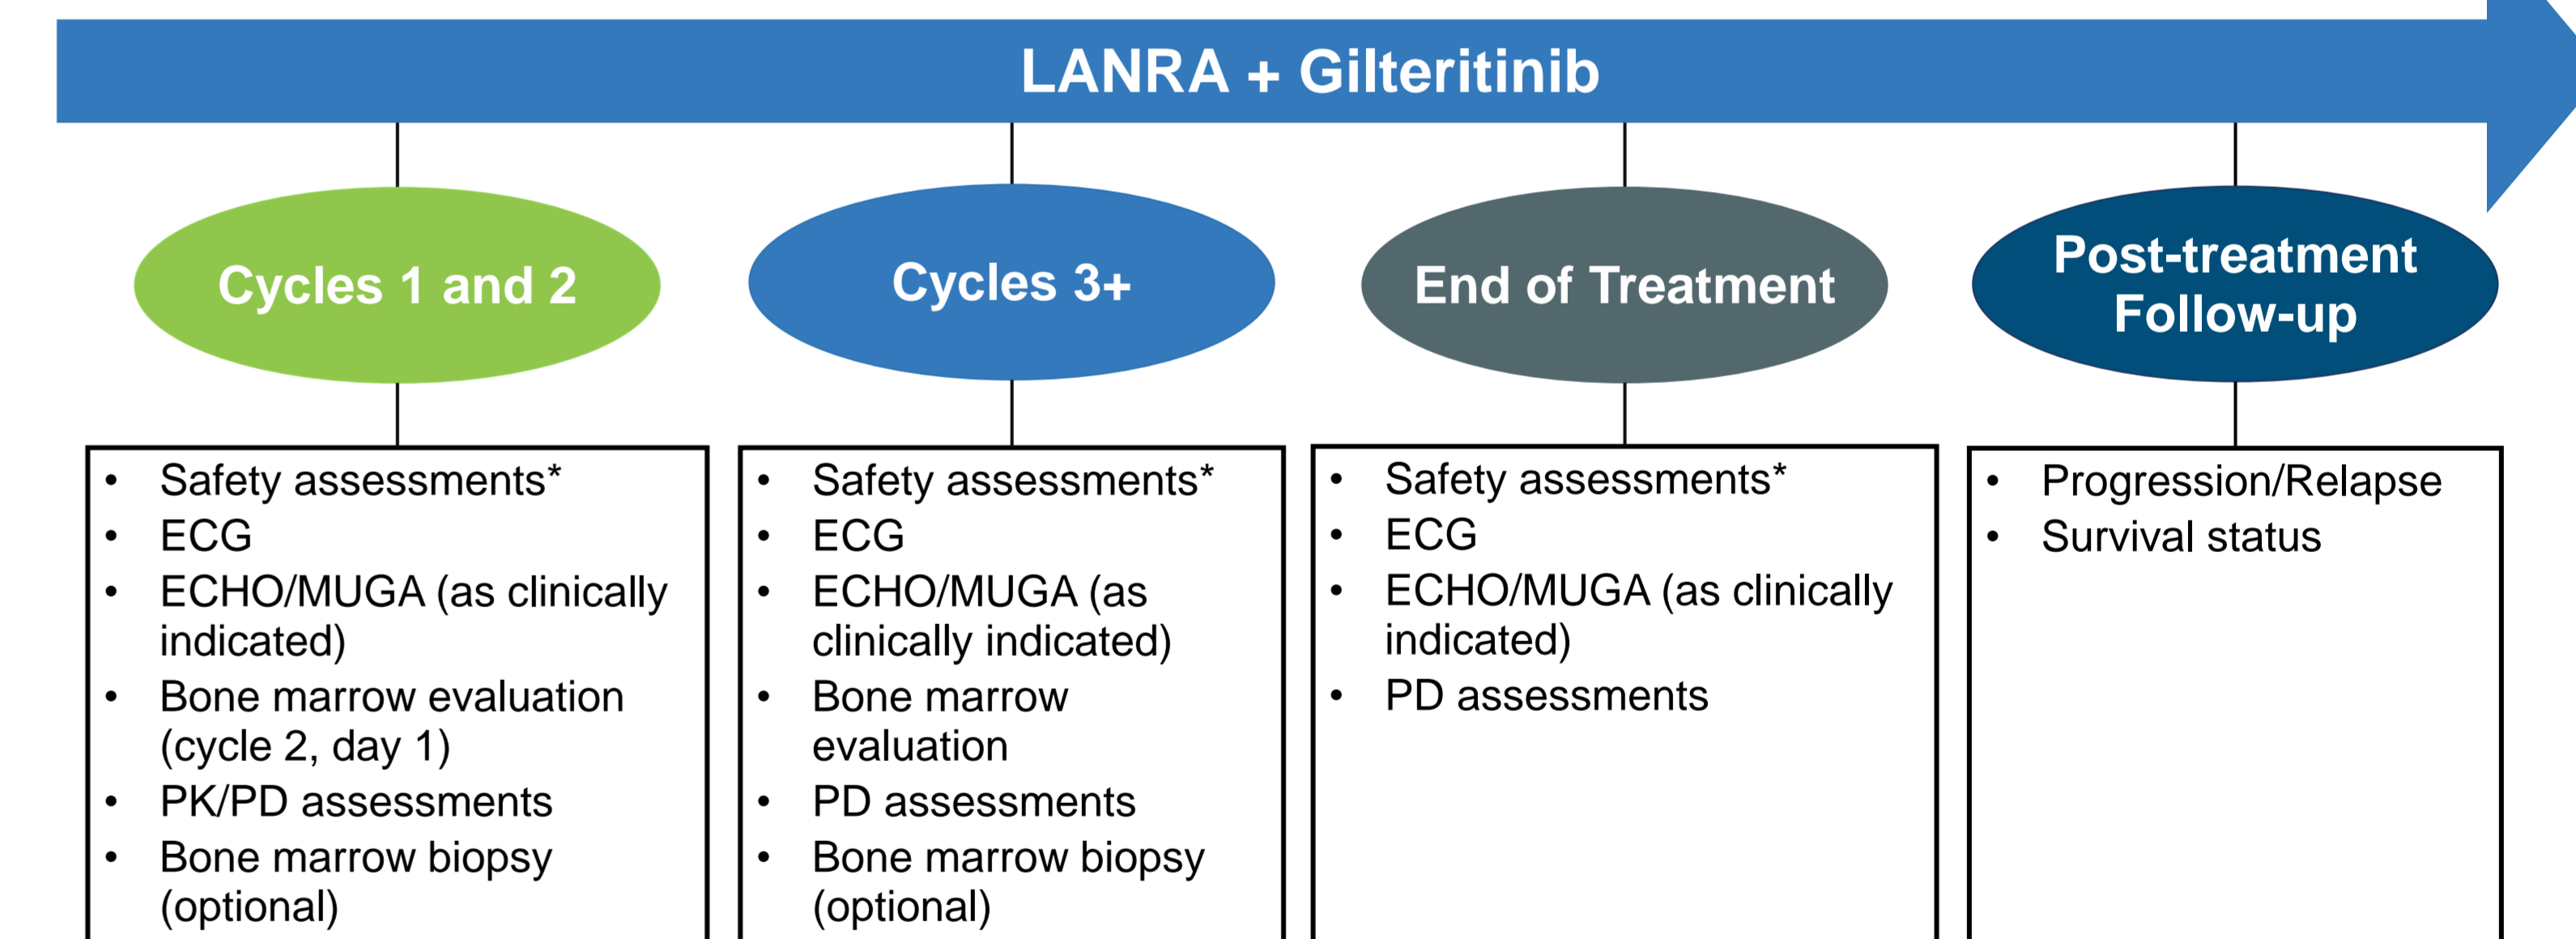 LANRA + Gilteritinib
Cycles 1 and 2
• Safety assessments*
• ECG
• ECHO/MUGA (as clinically
indicated)
• Bone marrow evaluation
(cycle 2, day 1)
• PK/PD assessments
• Bone marrow biopsy
(optional)
Cycles 3+
• Safety assessments*
• ECG
• ECHO/MUGA (as
clinically indicated)
• Bone marrow
evaluation
• PD assessments
• Bone marrow biopsy
(optional)
End of Treatment
• Safety assessments*
• ECG
• ECHO/MUGA (as clinically
indicated)
• PD assessments
Post-treatment
Follow-up
• Progression/Relapse
• Survival status